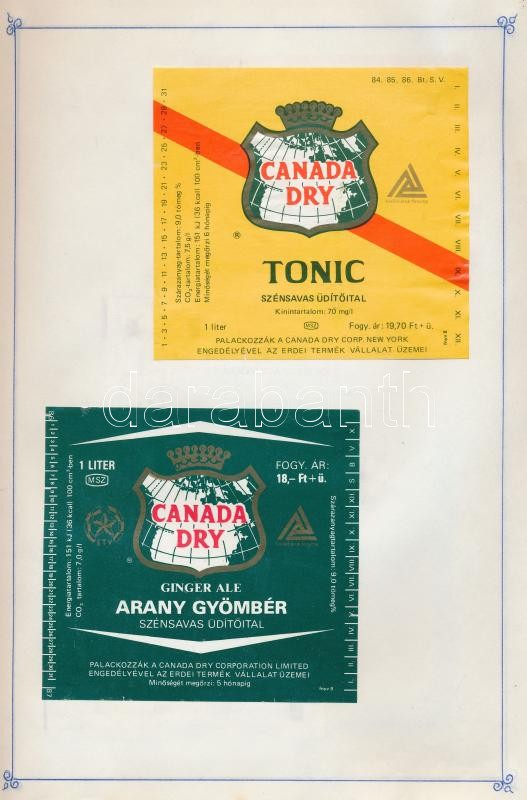 84. 85. 86. Bt. S. V.
CANADA
DRY
®
TONIC
SZÉNSAVAS ÜDÍTŐITAL
Kinintartalom: 70 mg/l
1 liter
MSZ
Fogy. ár: 19,70 Ft + ü.
PALACKOZZÁK A CANADA DRY CORP. NEW YORK
ENGEDÉLYÉVEL AZ ERDEI TERMÉK VÁLLALAT ÜZEMEI
Szárazanyag-tartalom: 9,0 tömeg %
CO₂-tartalom: 7,5 g/l
Energiatartalom: 151 kJ (36 kcal) 100 cm³-ben
Minőségét megőrzi 6 hónapig
1 - 3 - 5 - 7 - 9 - 11 - 13 - 15 - 17 - 19 - 21 - 23 - 25 - 27 - 29 - 31
I. II. III. IV. V. VI. VII. VIII. IX. X. XI. XII.
darabanth
1 LITER
MSZ
FOGY. ÁR:
18,– Ft + ü.
CANADA
DRY
®
GINGER ALE
ARANY GYÖMBÉR
SZÉNSAVAS ÜDÍTŐITAL
PALACKOZZÁK A CANADA DRY CORPORATION LIMITED
ENGEDÉLYÉVEL AZ ERDEI TERMÉK VÁLLALAT ÜZEMEI
Minőségét megőrzi: 5 hónapig
Energiatartalom: 151 kJ (36 kcal) 100 cm³-ben
CO₂ tartalom: 7,0 g/l
Szárazanyagtartalom: 9,0 tömeg%
86
87
I. II. III. IV. V. VI. VII. VIII. IX. X. XI. XII. S B V X